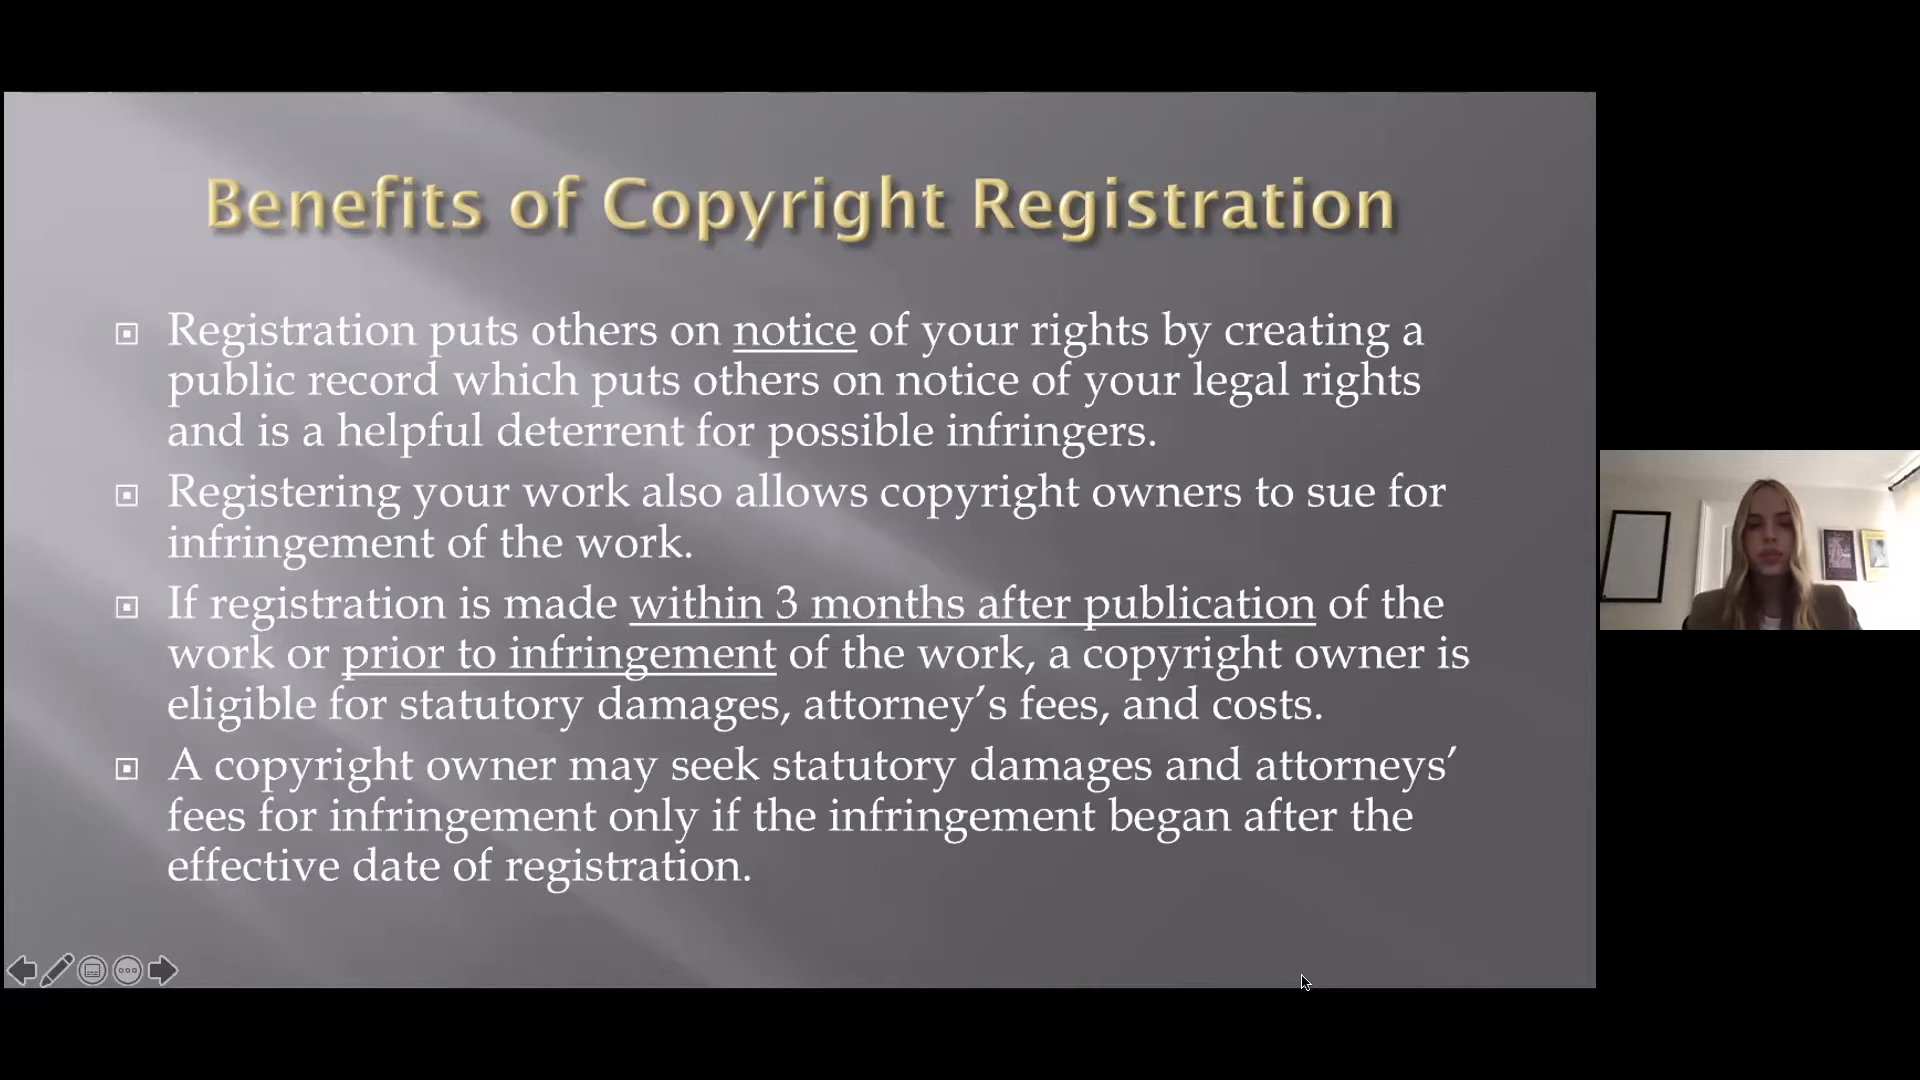 Benefits of Copyright Registration
Registration puts others on notice of your rights by creating a
public record which puts others on notice of your legal rights
and is a helpful deterrent for possible infringers.
Registering your work also allows copyright owners to sue for
infringement of the work.
If registration is made within 3 months after publication of the
work or prior to infringement of the work, a copyright owner is
eligible for statutory damages, attorney’s fees, and costs.
A copyright owner may seek statutory damages and attorneys’
fees for infringement only if the infringement began after the
effective date of registration.